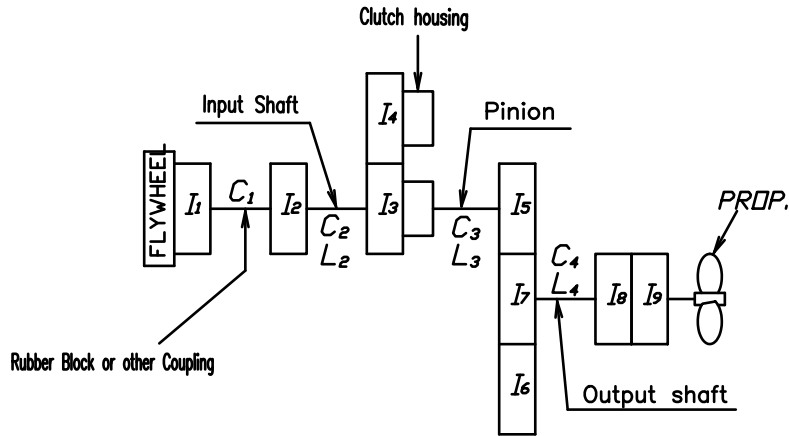 Clutch housing
Input Shaft
I4
Pinion
FLYWHEEL
I1
C1
I2
C2
L2
I3
C3
L3
I5
PROP.
C4
L4
I7
I8
I9
Rubber Block or other Coupling
I6
Output shaft